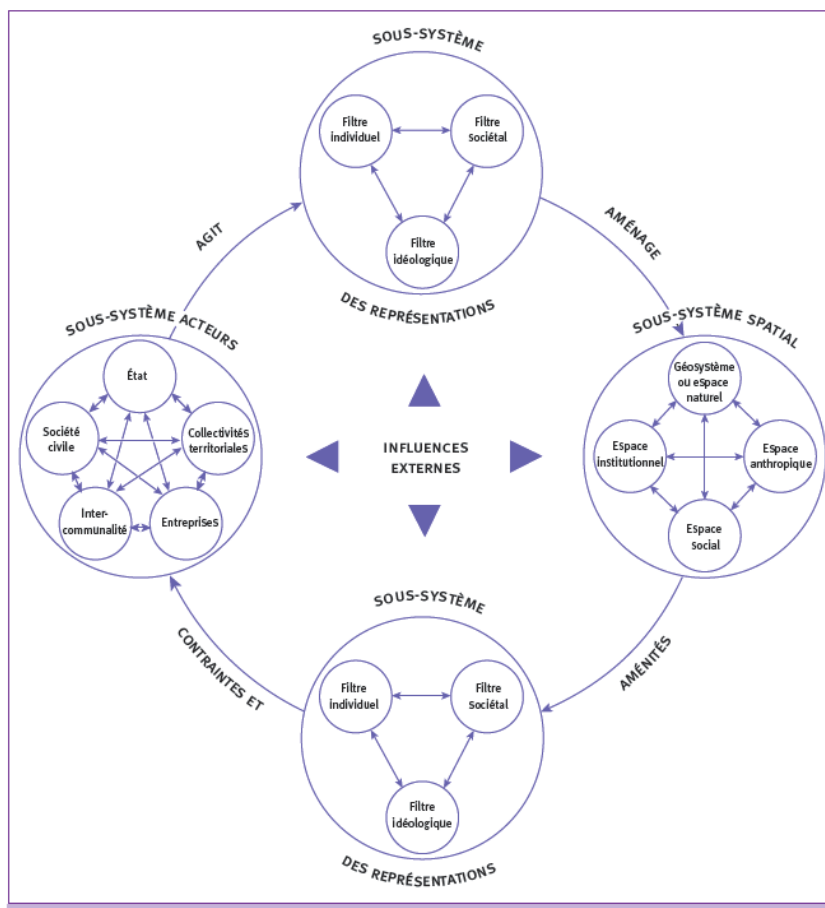 SOUS-SYSTÈME
Filtre
individuel
Filtre
sociétal
Filtre
idéologique
DES REPRÉSENTATIONS
AGIT
AMÉNAGE
SOUS-SYSTÈME ACTEURS
État
Société
civile
Collectivités
territoriales
Inter-
communalité
Entreprises
INFLUENCES
EXTERNES
SOUS-SYSTÈME SPATIAL
Géosystème
ou espace
naturel
Espace
institutionnel
Espace
anthropique
Espace
social
CONTRAINTES ET
AMÉNITÉS
SOUS-SYSTÈME
Filtre
individuel
Filtre
sociétal
Filtre
idéologique
DES REPRÉSENTATIONS